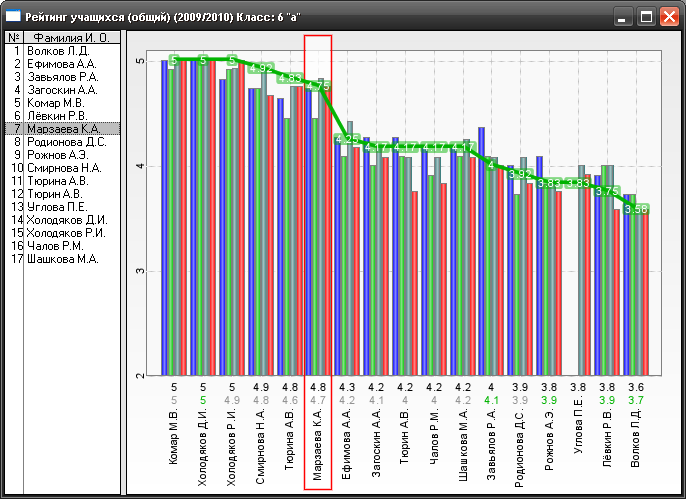 Рейтинг учащихся (общий) (2009/2010) Класс: 6 "а"
№ Фамилия И. О.
1 Волков Л.Д.
2 Ефимова А.А.
3 Завьялов Р.А.
4 Загоскин А.А.
5 Комар М.В.
6 Лёвкин Р.В.
7 Марзаева К.А.
8 Родионова Д.С.
9 Рожнов А.Э.
10 Смирнова Н.А.
11 Тюрина А.В.
12 Тюрин А.В.
13 Углова П.Е.
14 Холодяков Д.И.
15 Холодяков Р.И.
16 Чалов Р.М.
17 Шашкова М.А.
5
4
3
2
5 5 5 4.92 4.83 4.75 4.25 4.17 4.17 4.17 4.17 4 3.92 3.83 3.83 3.75 3.58
5 5 5 4.9 4.8 4.8 4.3 4.2 4.2 4.2 4.2 4 3.9 3.8 3.8 3.8 3.6
5 5 4.9 4.8 4.6 4.7 4.2 4.1 4.2 4.2 4.2 4.1 3.9 3.9 3.9 3.7
Комар М.В.
Холодяков Д.И.
Холодяков Р.И.
Смирнова Н.А.
Тюрина А.В.
Марзаева К.А.
Ефимова А.А.
Загоскин А.А.
Тюрин А.В.
Чалов Р.М.
Шашкова М.А.
Завьялов Р.А.
Родионова Д.С.
Рожнов А.Э.
Углова П.Е.
Лёвкин Р.В.
Волков Л.Д.